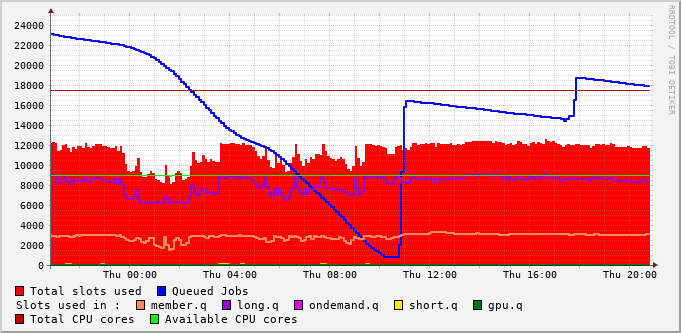 RRDTOOL / TOBI OETIKER
24000
22000
20000
18000
16000
14000
12000
10000
8000
6000
4000
2000
0
Thu 00:00 Thu 04:00 Thu 08:00 Thu 12:00 Thu 16:00 Thu 20:00
Total slots used Queued Jobs
Slots used in : member.q long.q ondemand.q short.q gpu.q
Total CPU cores Available CPU cores